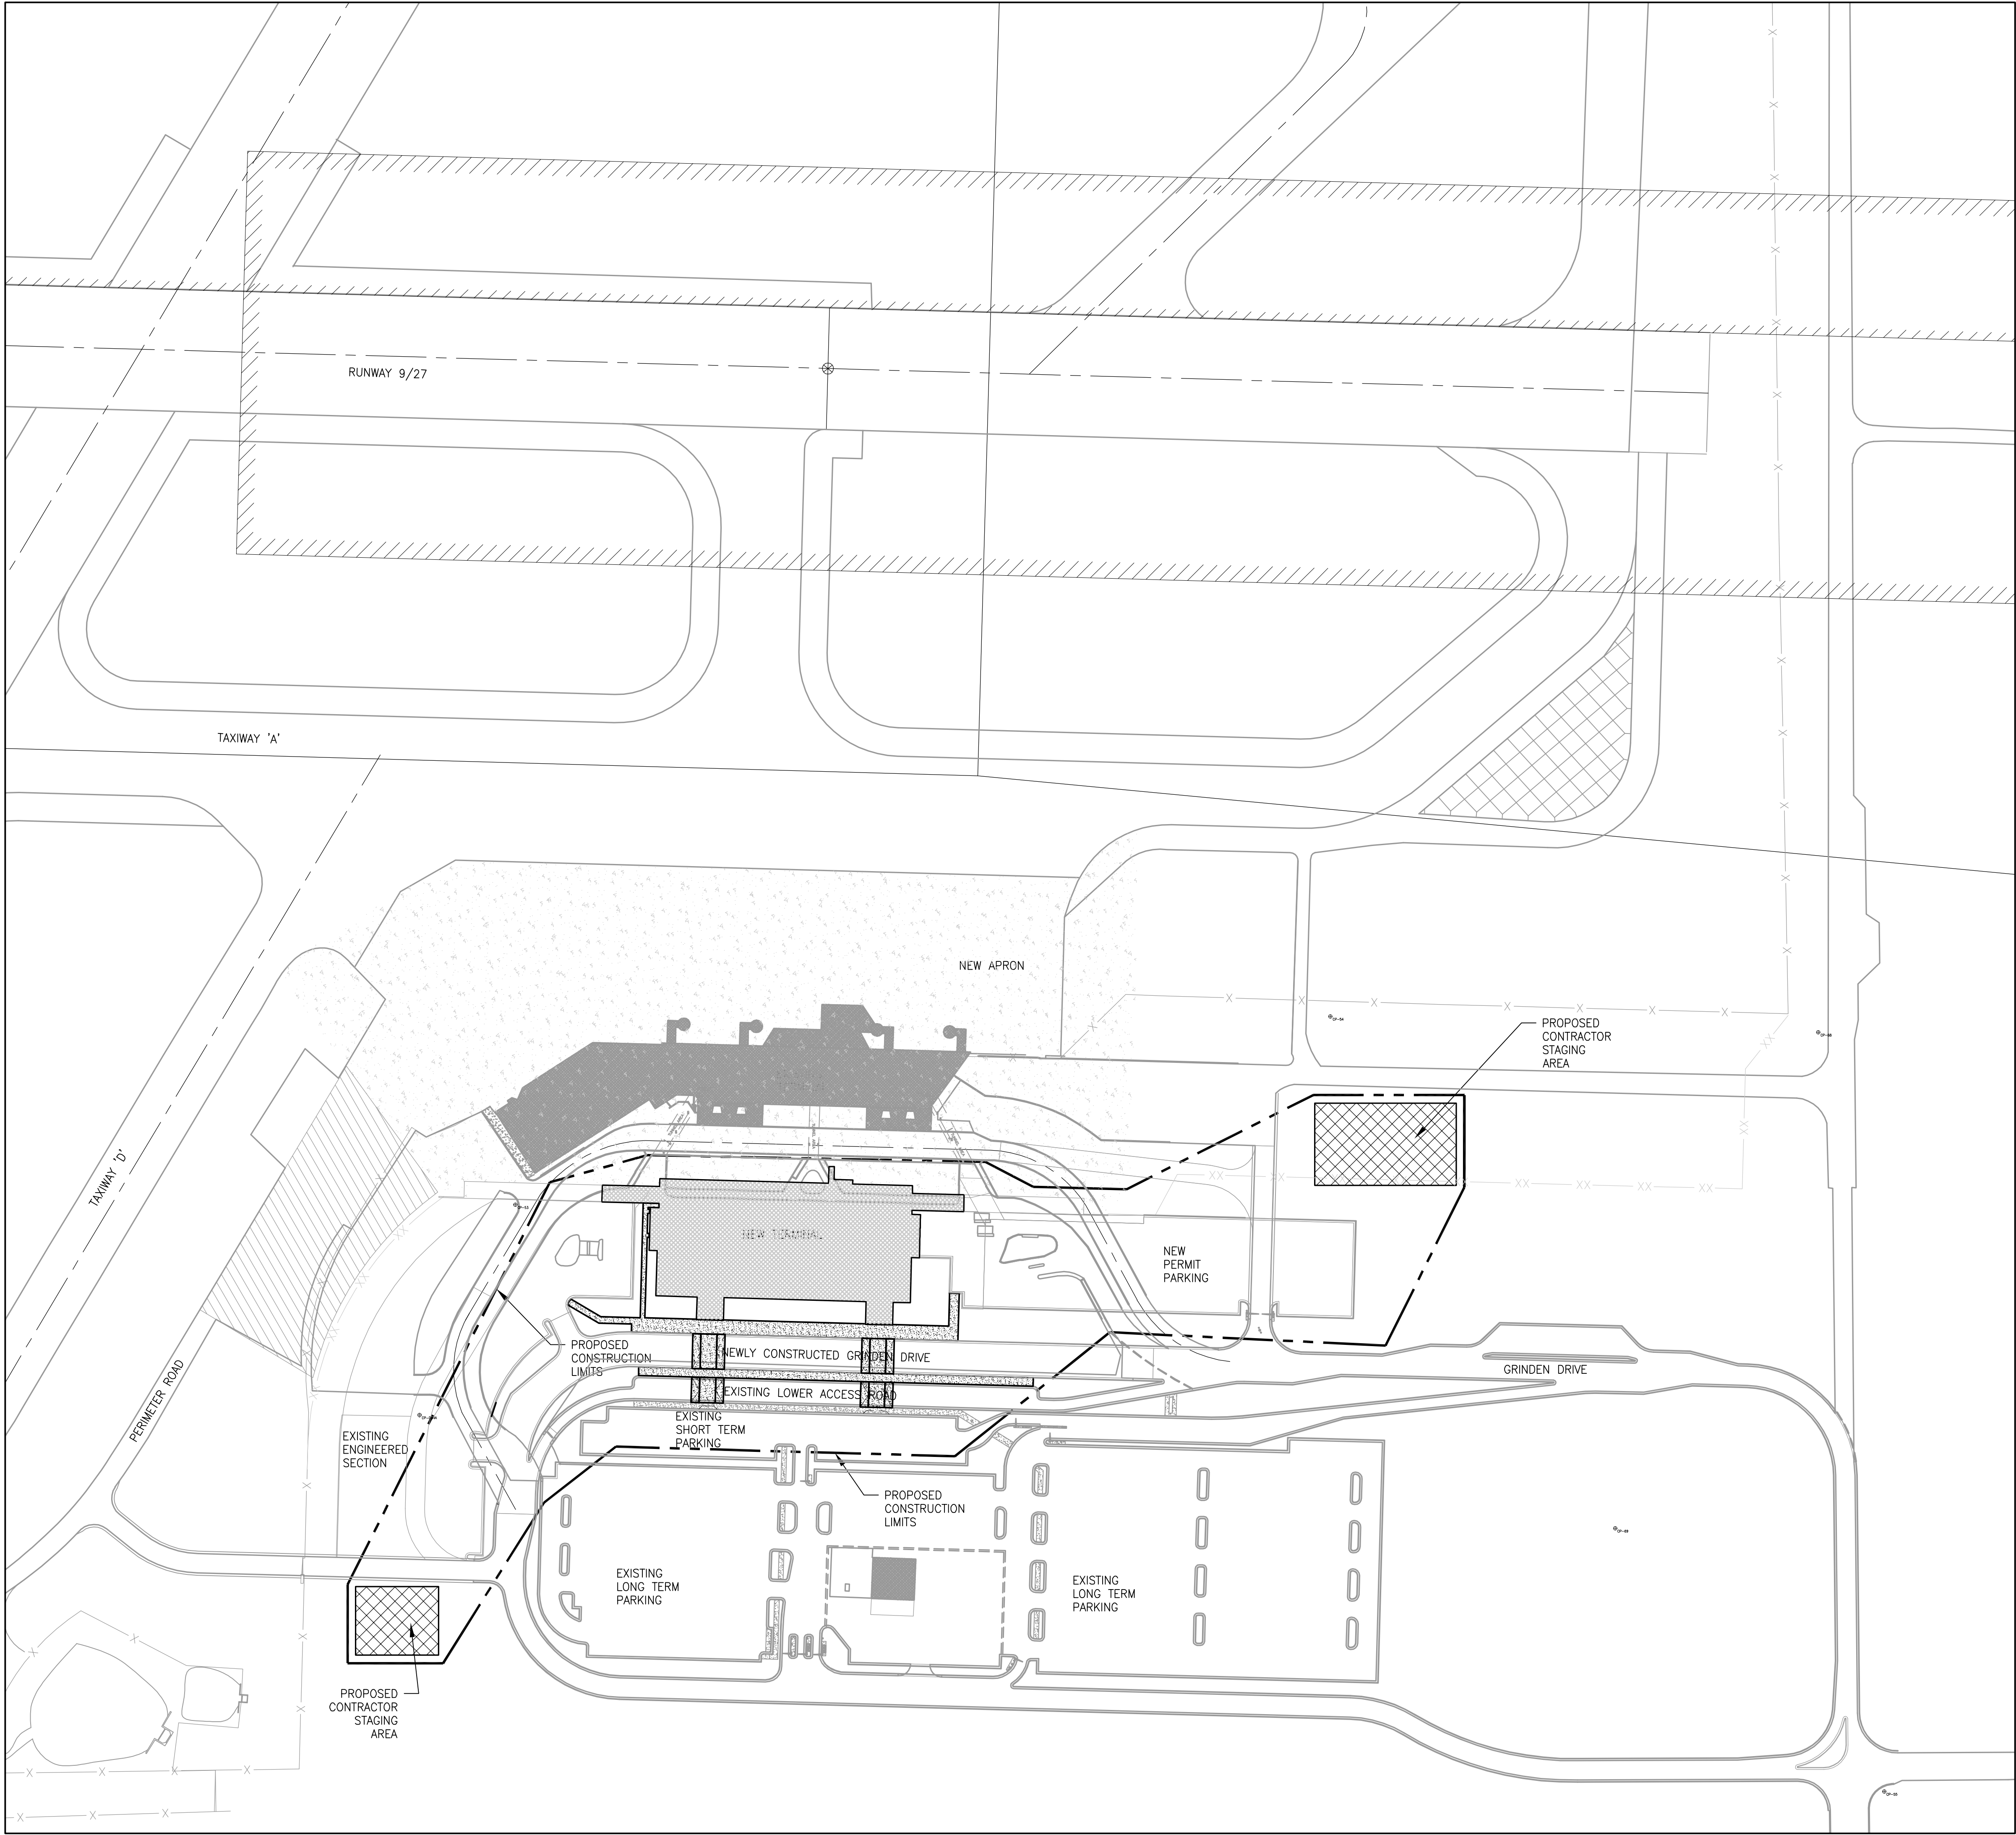 RUNWAY 9/27
TAXIWAY 'A'
NEW APRON
PROPOSED
CONTRACTOR
STAGING
AREA
TAXIWAY 'D'
NEW TERMINAL
NEW
PERMIT
PARKING
PROPOSED
CONSTRUCTION
LIMITS
NEWLY CONSTRUCTED GRINDEN DRIVE
GRINDEN DRIVE
PERIMETER ROAD
EXISTING LOWER ACCESS ROAD
EXISTING
SHORT TERM
PARKING
EXISTING
ENGINEERED
SECTION
PROPOSED
CONSTRUCTION
LIMITS
EXISTING
LONG TERM
PARKING
EXISTING
LONG TERM
PARKING
PROPOSED
CONTRACTOR
STAGING
AREA